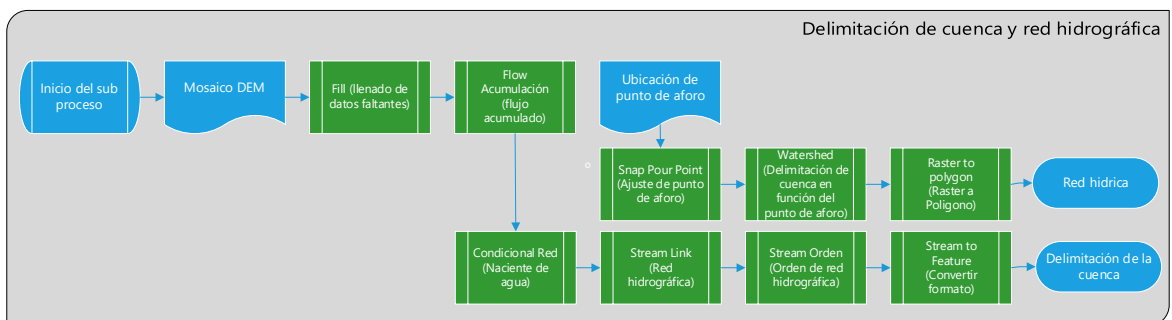 Delimitación de cuenca y red hidrográfica
Inicio del sub
proceso
Mosaico DEM
Fill (llenado de
datos faltantes)
Flow
Acumulación
(flujo
acumulado)
Ubicación de
punto de aforo
Snap Pour Point
(Ajuste de punto
de aforo)
Watershed
(Delimitación de
cuenca en
función del
punto de aforo)
Raster to
polygon
(Raster a
Poligono)
Red hidrica
Condicional Red
(Naciente de
agua)
Stream Link
(Red
hidrográfica)
Stream Orden
(Orden de red
hidrográfica)
Stream to
Feature
(Convertir
formato)
Delimitación de la
cuenca